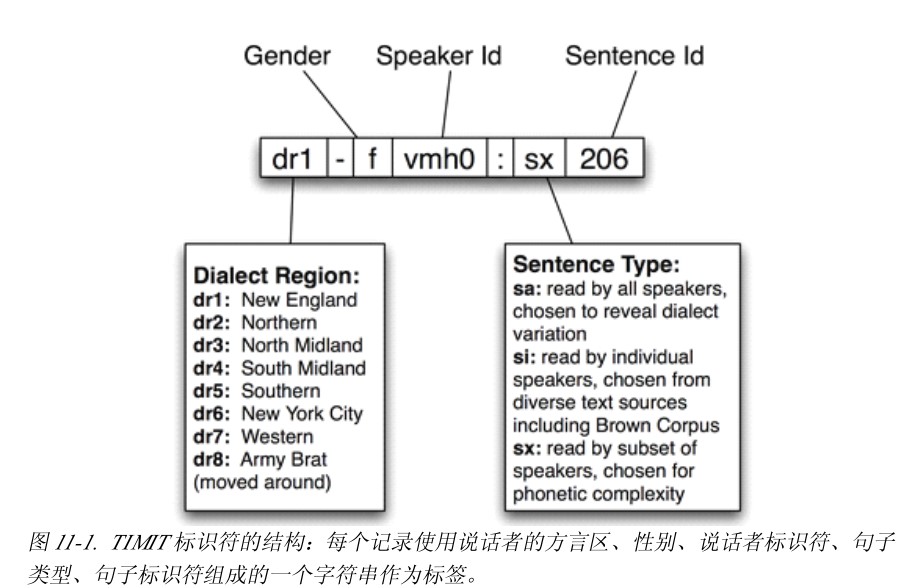 Gender Speaker Id Sentence Id
dr1 - f vmh0 : sx 206
Dialect Region:
dr1: New England
dr2: Northern
dr3: North Midland
dr4: South Midland
dr5: Southern
dr6: New York City
dr7: Western
dr8: Army Brat
(moved around)
Sentence Type:
sa: read by all speakers,
chosen to reveal dialect
variation
si: read by individual
speakers, chosen from
diverse text sources
including Brown Corpus
sx: read by subset of
speakers, chosen for
phonetic complexity
图 11-1. TIMIT 标识符的结构：每个记录使用说话者的方言区、性别、说话者标识符、句子
类型、句子标识符组成的一个字符串作为标签。